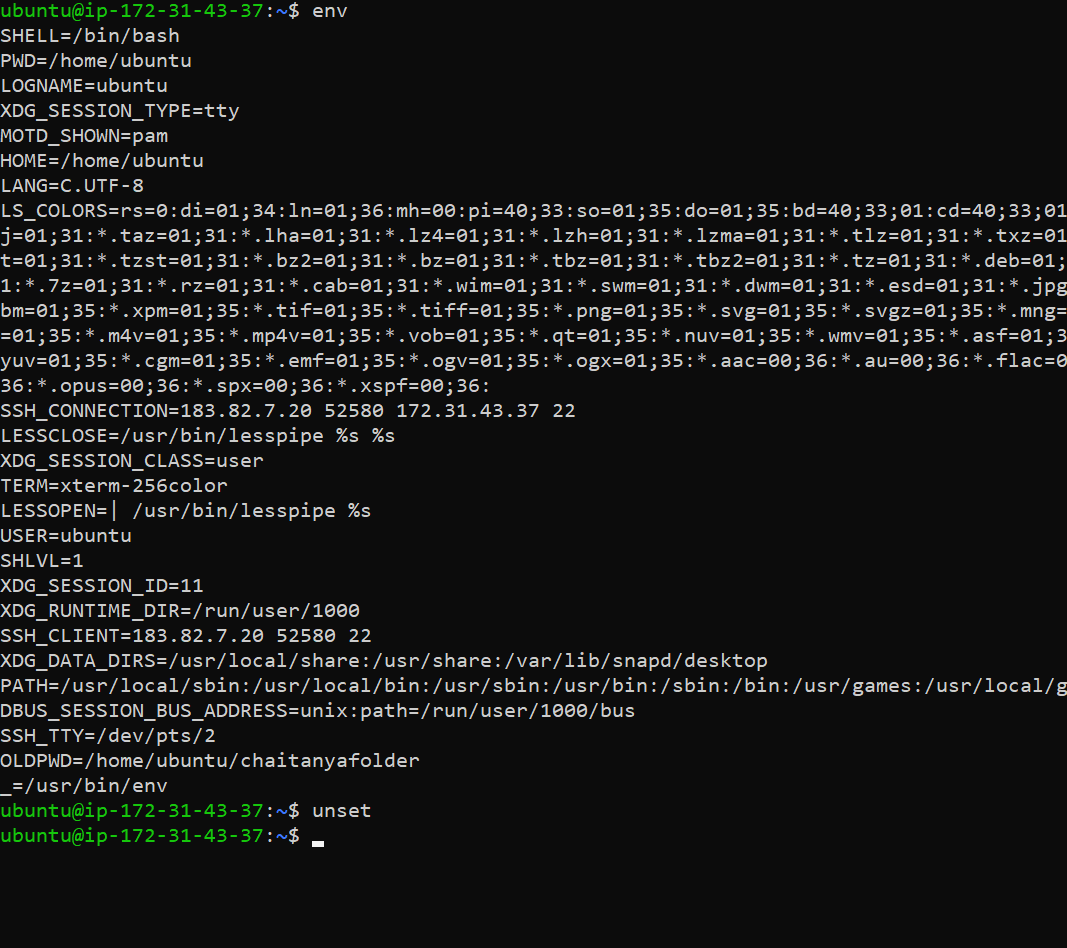 ubuntu@ip-172-31-43-37:~$ env
SHELL=/bin/bash
PWD=/home/ubuntu
LOGNAME=ubuntu
XDG_SESSION_TYPE=tty
MOTD_SHOWN=pam
HOME=/home/ubuntu
LANG=C.UTF-8
LS_COLORS=rs=0:di=01;34:ln=01;36:mh=00:pi=40;33:so=01;35:do=01;35:bd=40;33;01:cd=40;33;01
j=01;31:*.taz=01;31:*.lha=01;31:*.lz4=01;31:*.lzh=01;31:*.lzma=01;31:*.tlz=01;31:*.txz=01
t=01;31:*.tzst=01;31:*.bz2=01;31:*.bz=01;31:*.tbz=01;31:*.tbz2=01;31:*.tz=01;31:*.deb=01;
1:*.7z=01;31:*.rz=01;31:*.cab=01;31:*.wim=01;31:*.swm=01;31:*.dwm=01;31:*.esd=01;31:*.jpg
bm=01;35:*.xpm=01;35:*.tif=01;35:*.tiff=01;35:*.png=01;35:*.svg=01;35:*.svgz=01;35:*.mng=
=01;35:*.m4v=01;35:*.mp4v=01;35:*.vob=01;35:*.qt=01;35:*.nuv=01;35:*.wmv=01;35:*.asf=01;3
yuv=01;35:*.cgm=01;35:*.emf=01;35:*.ogv=01;35:*.ogx=01;35:*.aac=00;36:*.au=00;36:*.flac=0
36:*.opus=00;36:*.spx=00;36:*.xspf=00;36:
SSH_CONNECTION=183.82.7.20 52580 172.31.43.37 22
LESSCLOSE=/usr/bin/lesspipe %s %s
XDG_SESSION_CLASS=user
TERM=xterm-256color
LESSOPEN=| /usr/bin/lesspipe %s
USER=ubuntu
SHLVL=1
XDG_SESSION_ID=11
XDG_RUNTIME_DIR=/run/user/1000
SSH_CLIENT=183.82.7.20 52580 22
XDG_DATA_DIRS=/usr/local/share:/usr/share:/var/lib/snapd/desktop
PATH=/usr/local/sbin:/usr/local/bin:/usr/sbin:/usr/bin:/sbin:/bin:/usr/games:/usr/local/g
DBUS_SESSION_BUS_ADDRESS=unix:path=/run/user/1000/bus
SSH_TTY=/dev/pts/2
OLDPWD=/home/ubuntu/chaitanyafolder
_=/usr/bin/env
ubuntu@ip-172-31-43-37:~$ unset
ubuntu@ip-172-31-43-37:~$